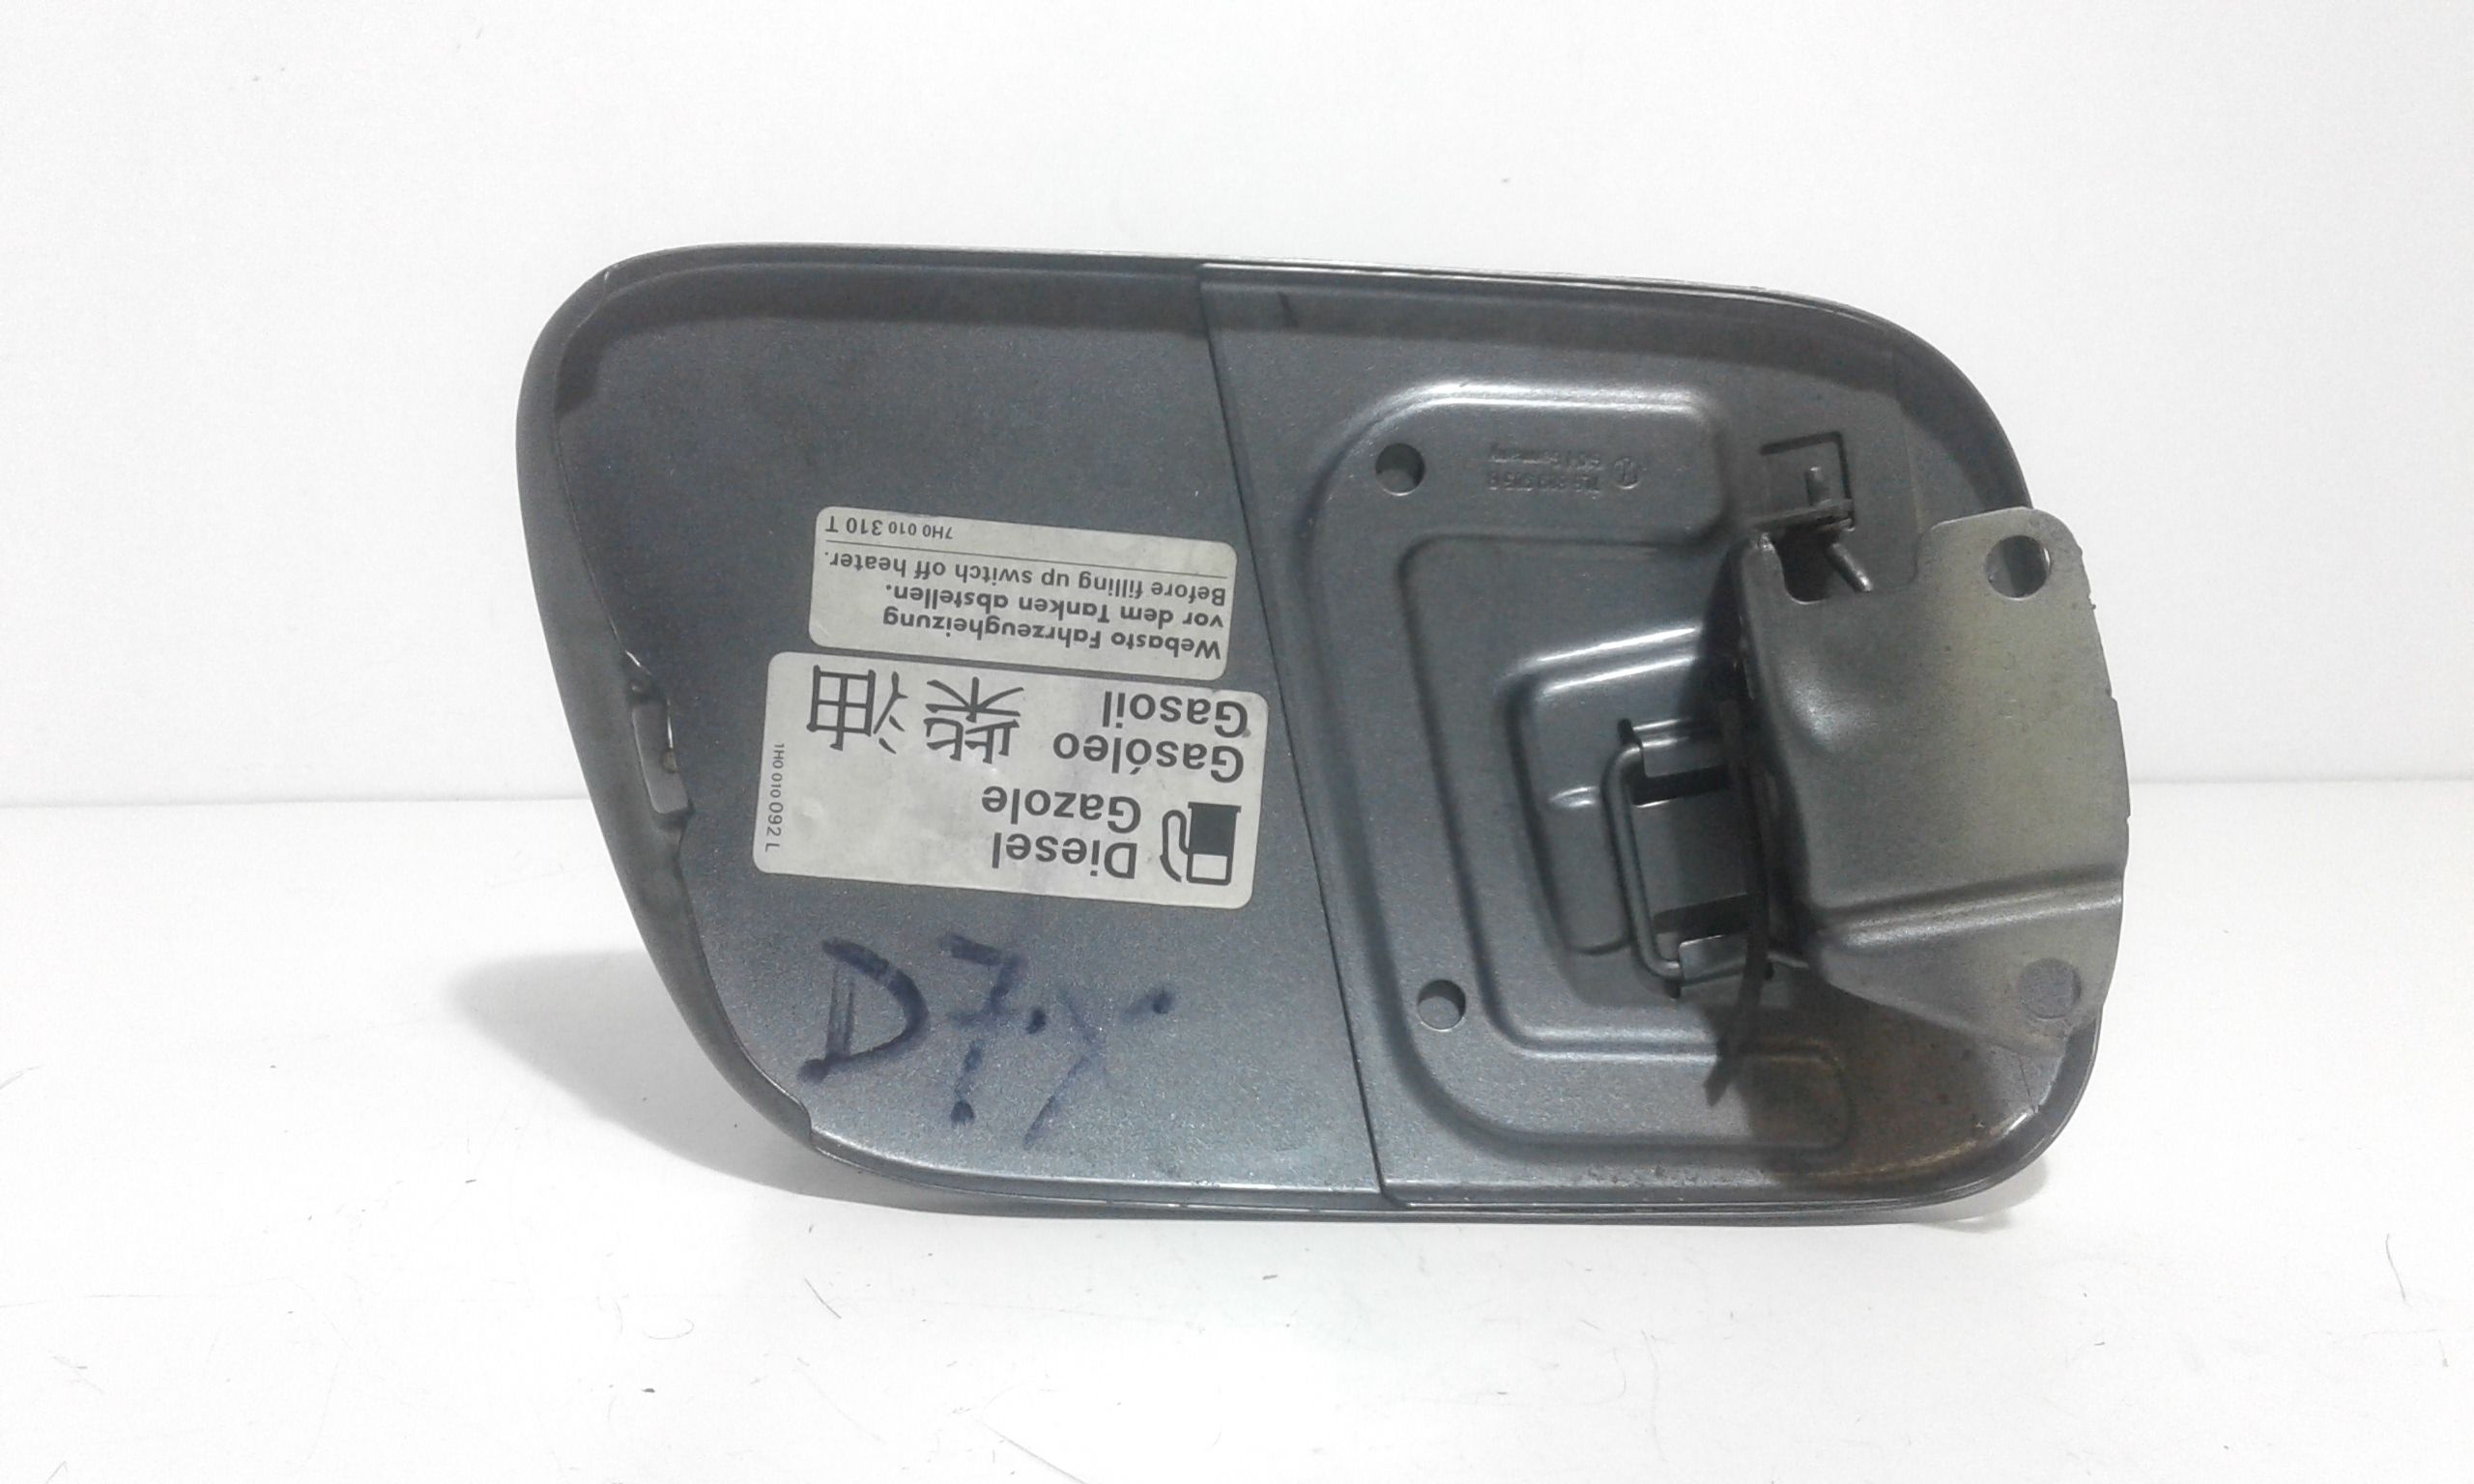 Diesel
Gazole
Gasóleo
Gasoil
柴油
1H0 010 092 L
Webasto Fahrzeugheizung
vor dem Tanken abstellen.
Before filling up switch off heater.
7H0 010 310 T
Germany